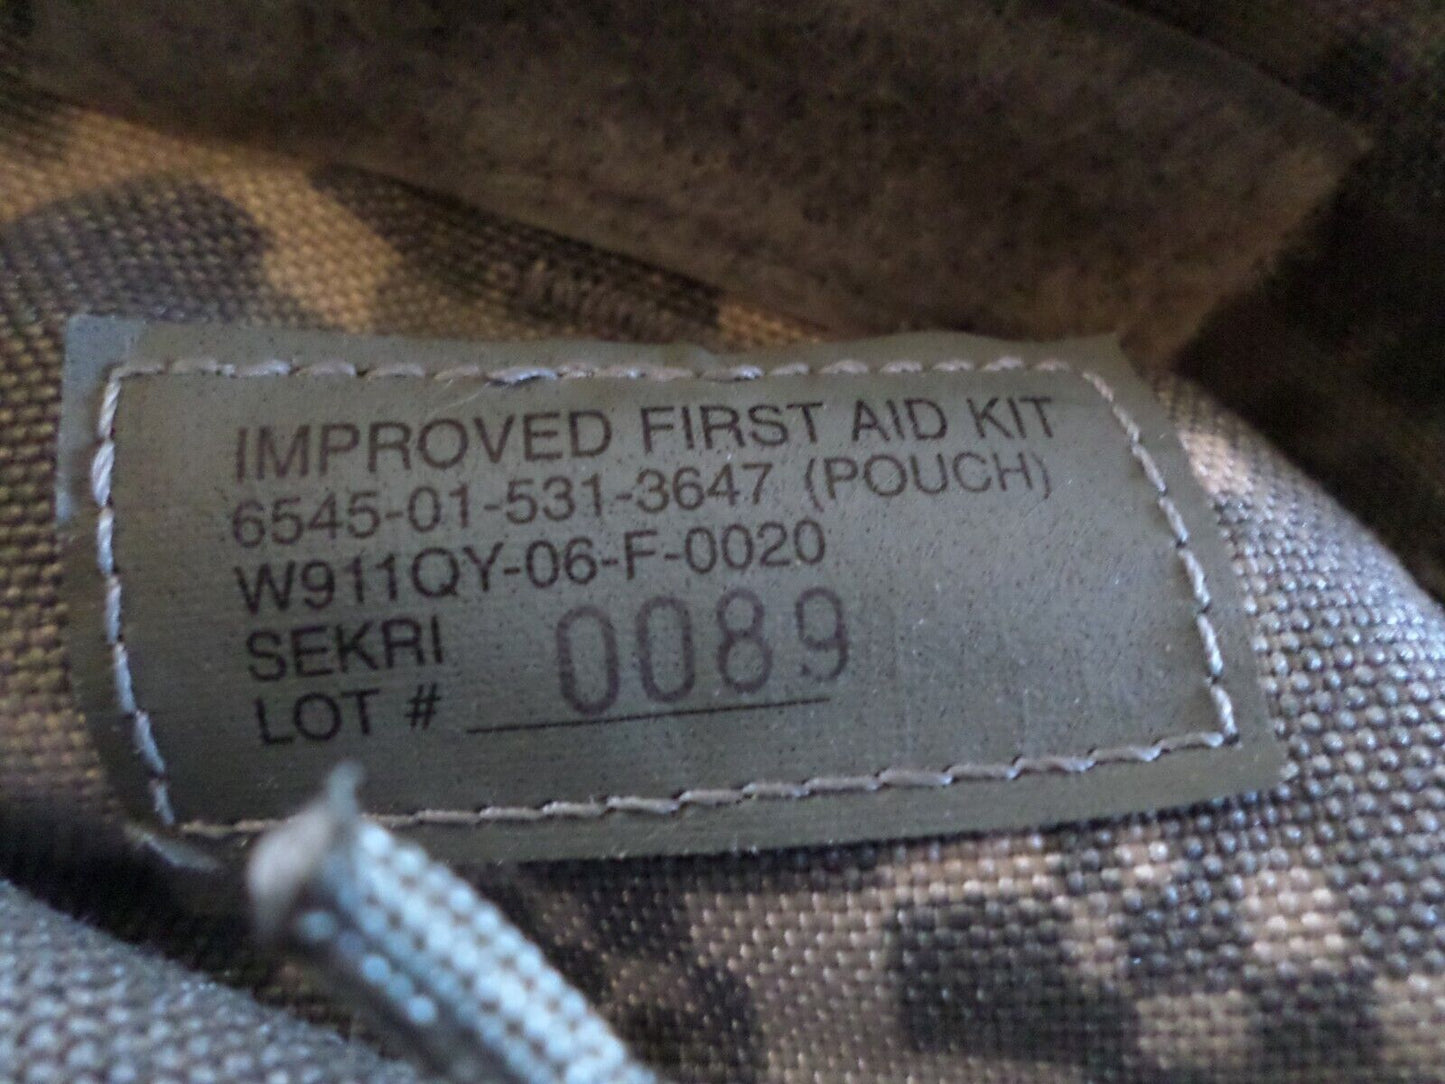 IMPROVED FIRST AID KIT
6545-01-531-3647 (POUCH)
W911QY-06-F-0020
SEKRI
LOT # 0089